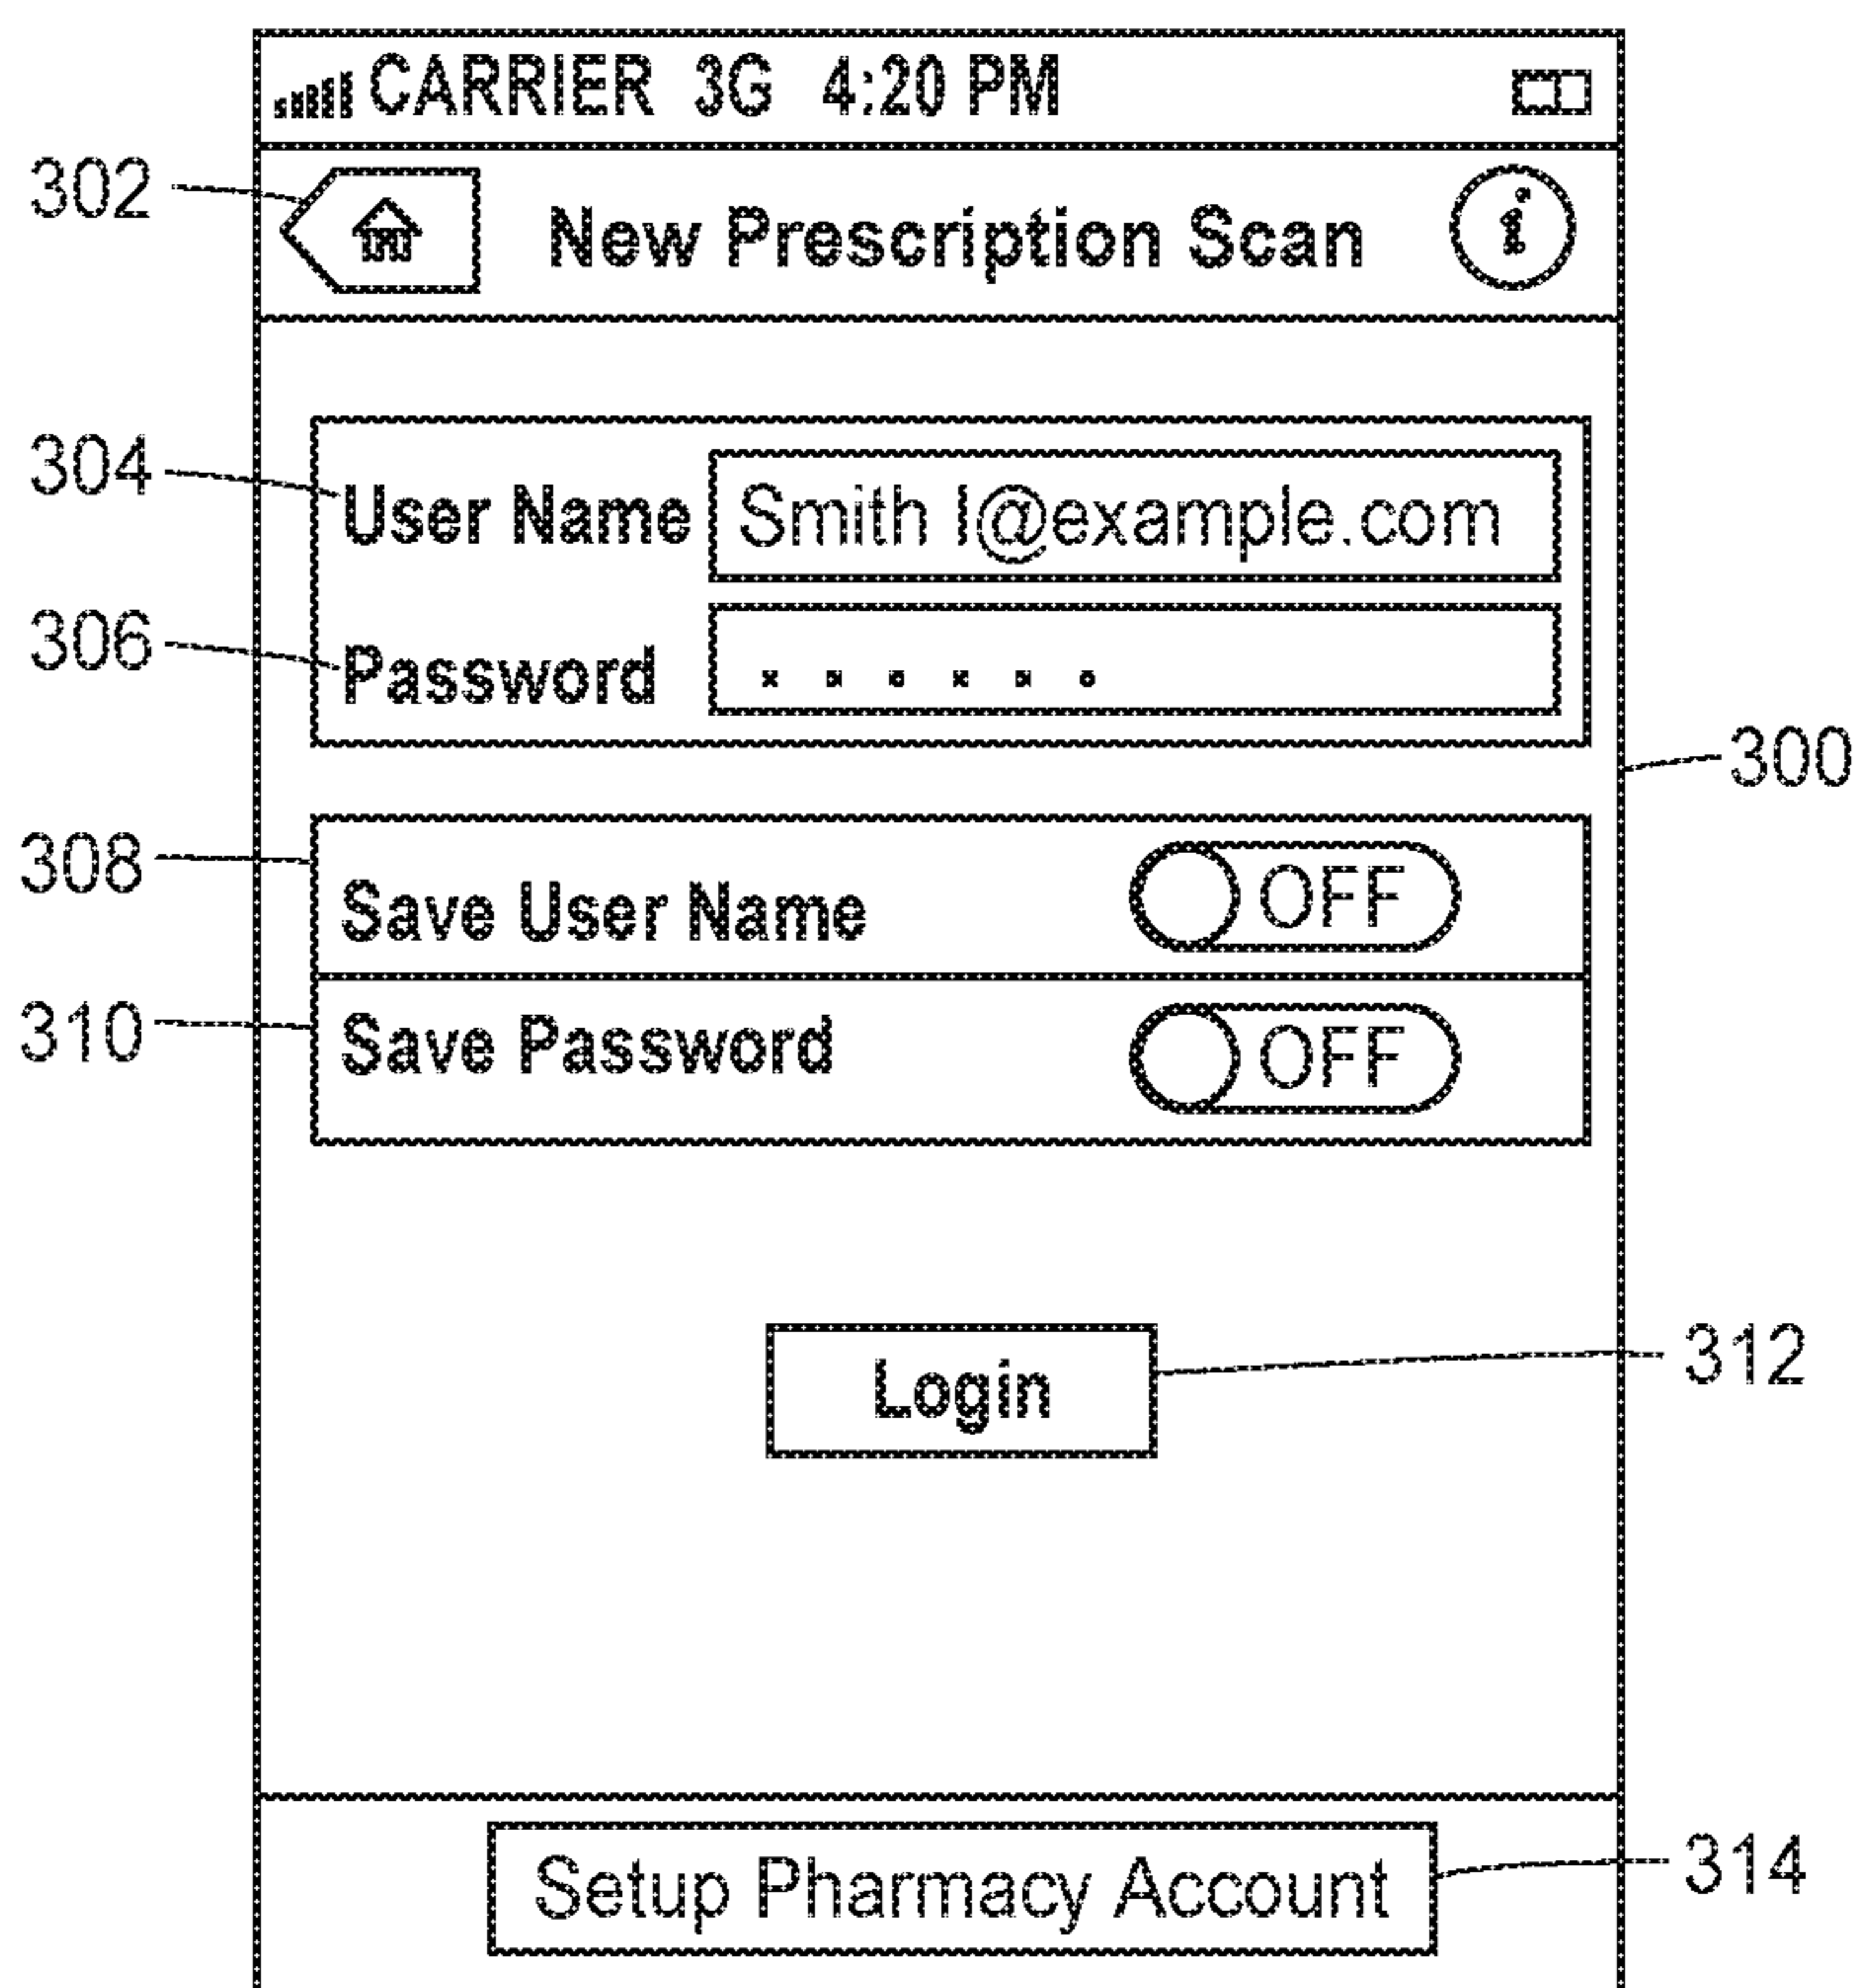 CARRIER 3G 4:20 PM
302
New Prescription Scan
i
304
User Name Smith I@example.com
306
Password ......
300
308
Save User Name OFF
310
Save Password OFF
Login
312
Setup Pharmacy Account
314